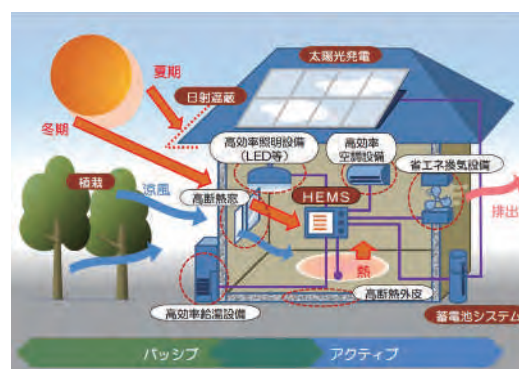 太陽光発電
夏期
日射遮蔽
冬期
高効率照明設備
(LED等)
高効率
空調設備
省エネ換気設備
植栽
涼風
高断熱窓
HEMS
排出
熱
高断熱外皮
高効率給湯設備
蓄電池システム
パッシブ
アクティブ